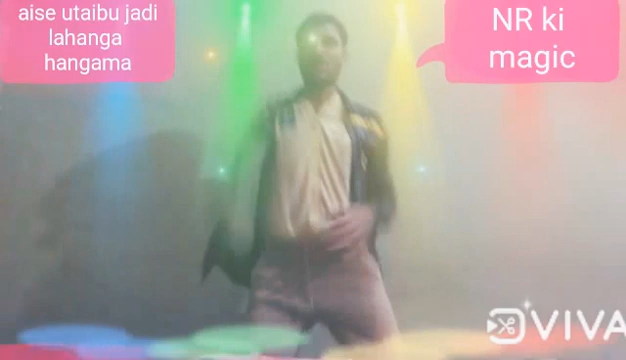 aise utaibu jadi
lahanga
hangama
NR ki
magic
VIVA